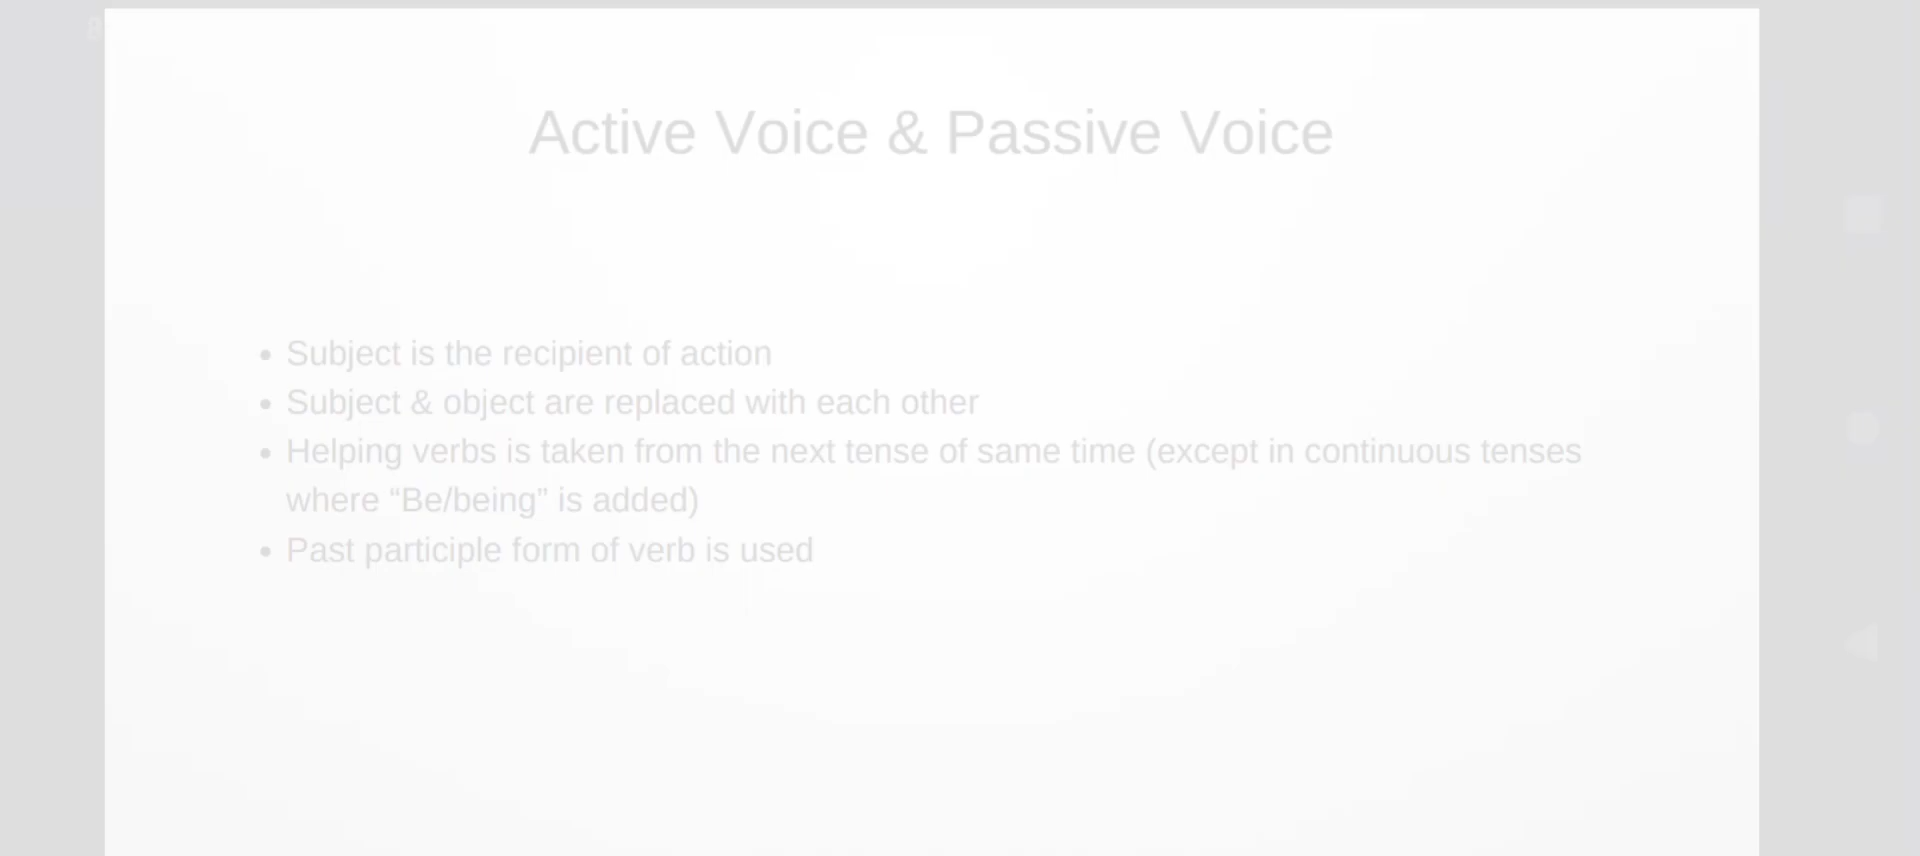 Active Voice & Passive Voice
• Subject is the recipient of action
• Subject & object are replaced with each other
• Helping verbs is taken from the next tense of same time (except in continuous tenses
where “Be/being” is added)
• Past participle form of verb is used